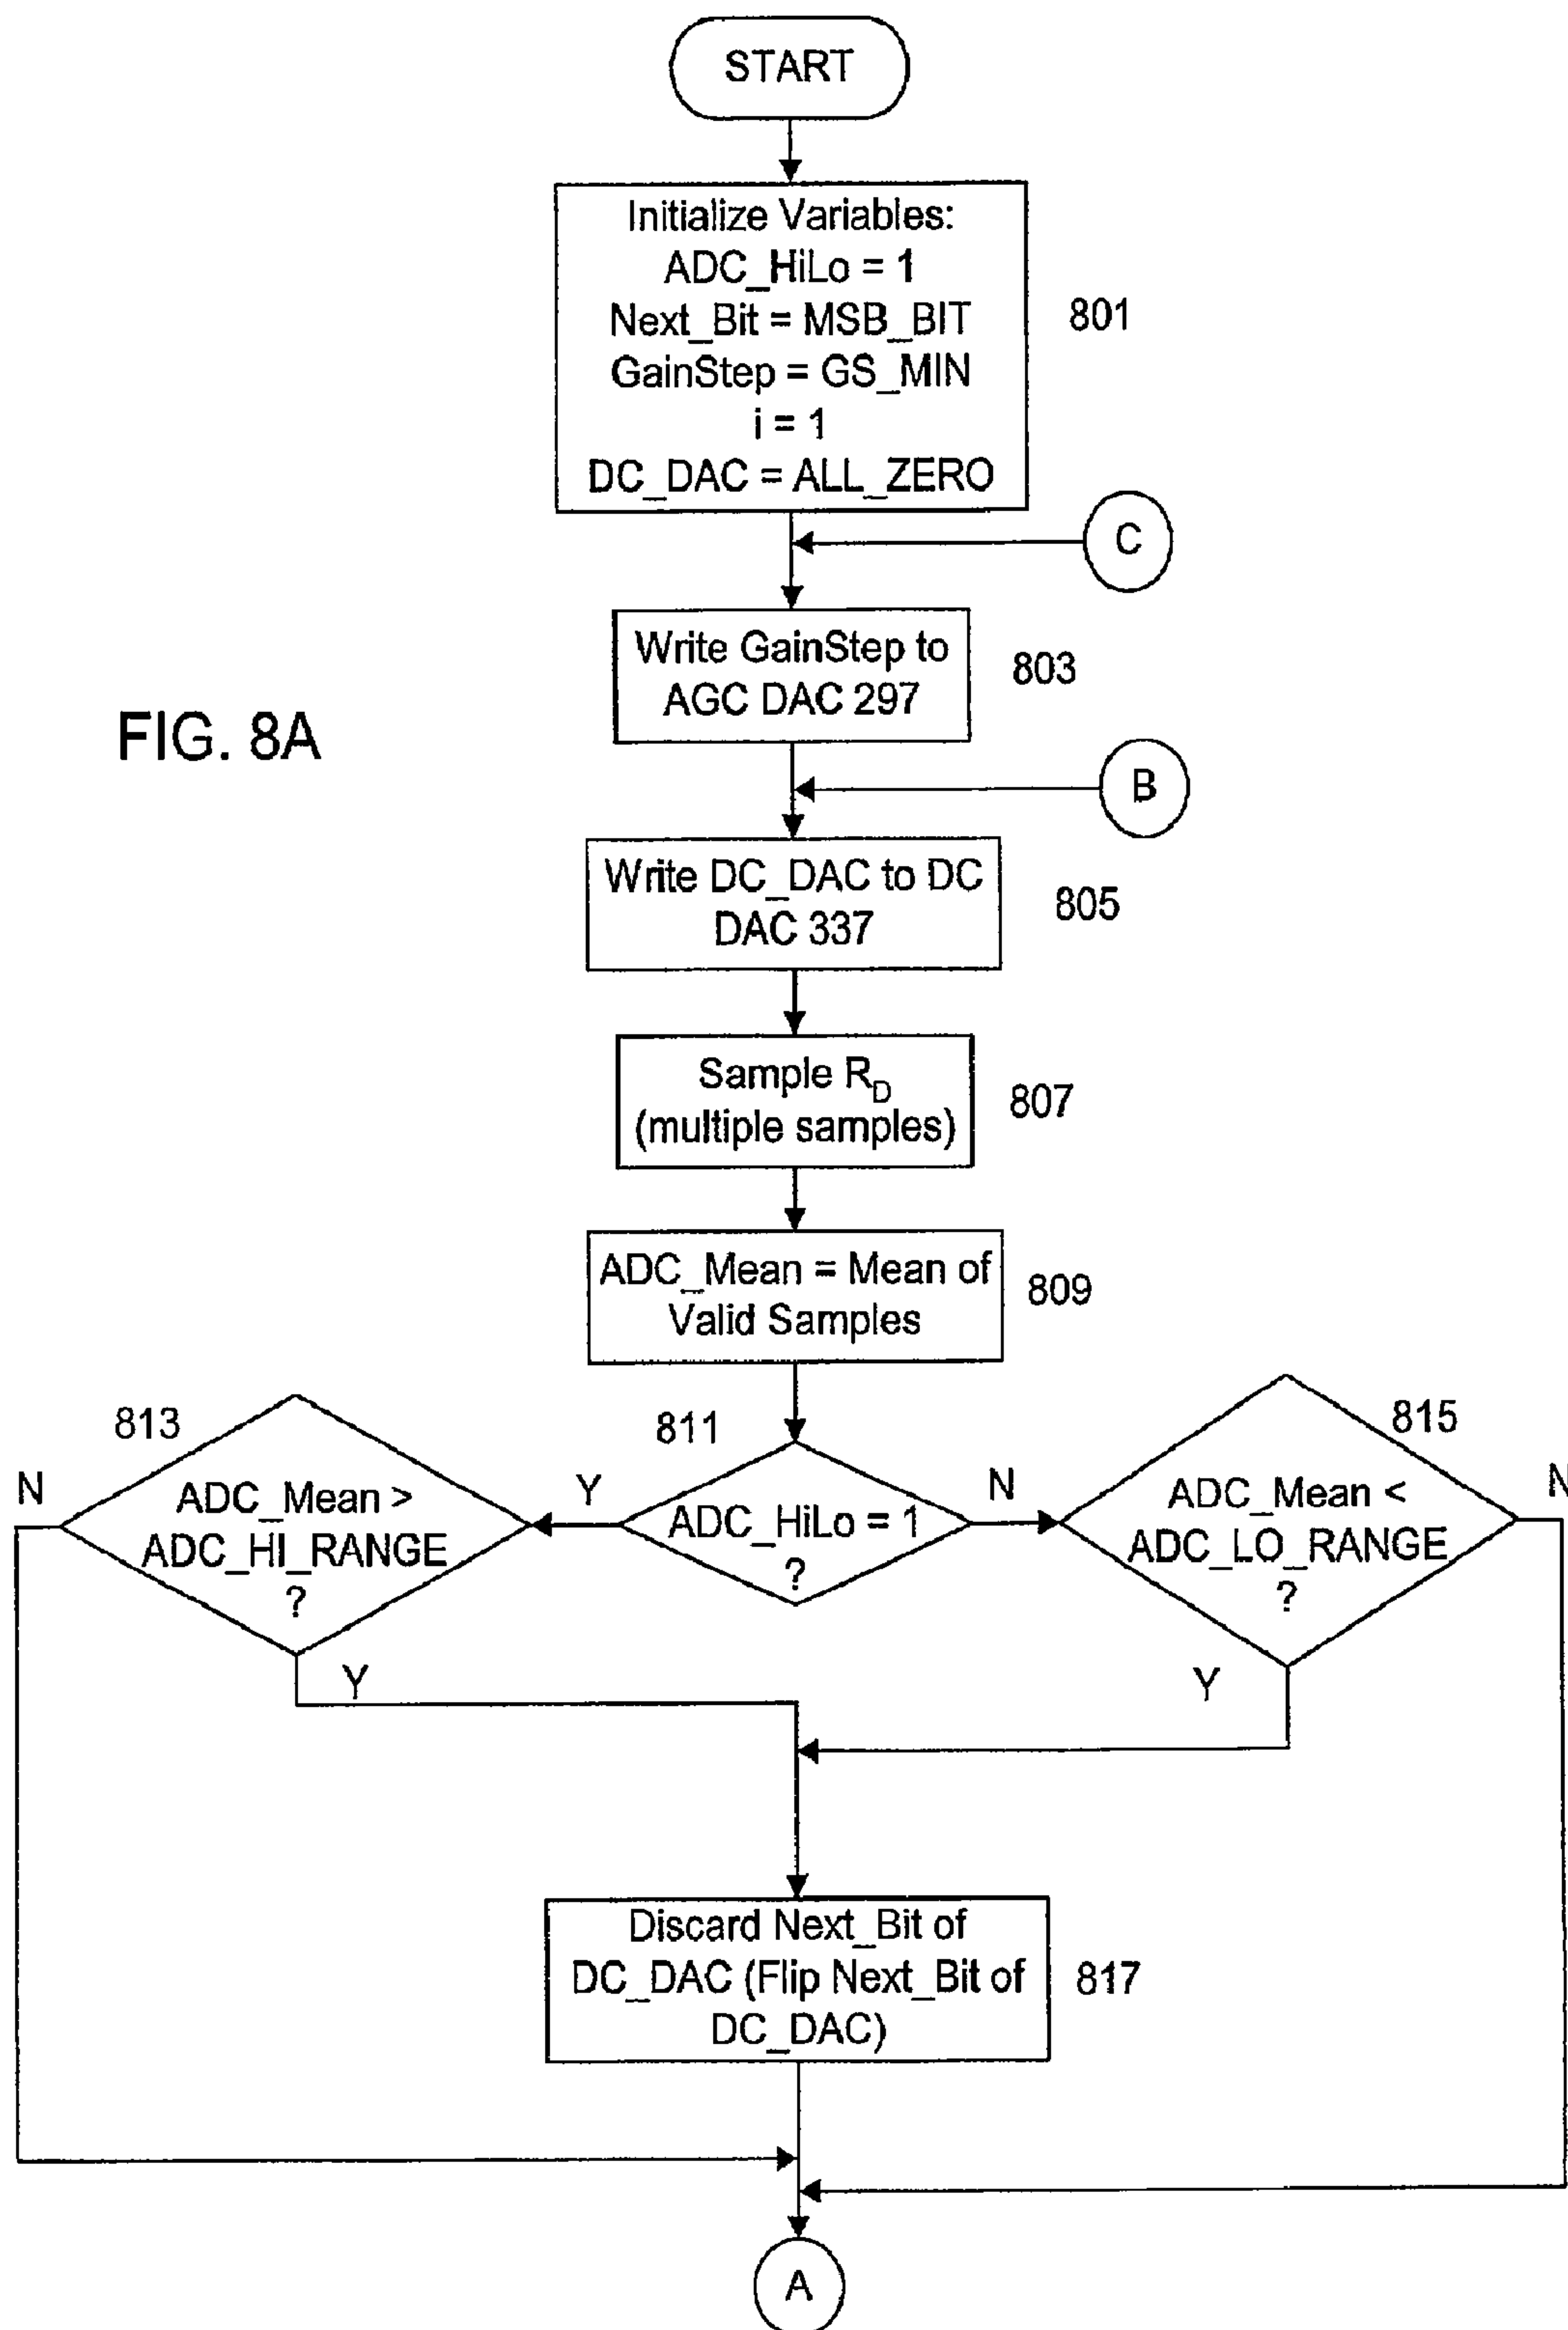 START
Initialize Variables:
ADC_HiLo = 1
Next_Bit = MSB_BIT
GainStep = GS_MIN
i = 1
DC_DAC = ALL_ZERO
801
C
Write GainStep to
AGC DAC 297
803
FIG. 8A
B
Write DC_DAC to DC
DAC 337
805
Sample R_D
(multiple samples)
807
ADC_Mean = Mean of
Valid Samples
809
813
811
815
N
ADC_Mean >
ADC_HI_RANGE
?
Y
ADC_HiLo = 1
?
N
ADC_Mean <
ADC_LO_RANGE
?
N
Y
Y
Discard Next_Bit of
DC_DAC (Flip Next_Bit of
DC_DAC)
817
A